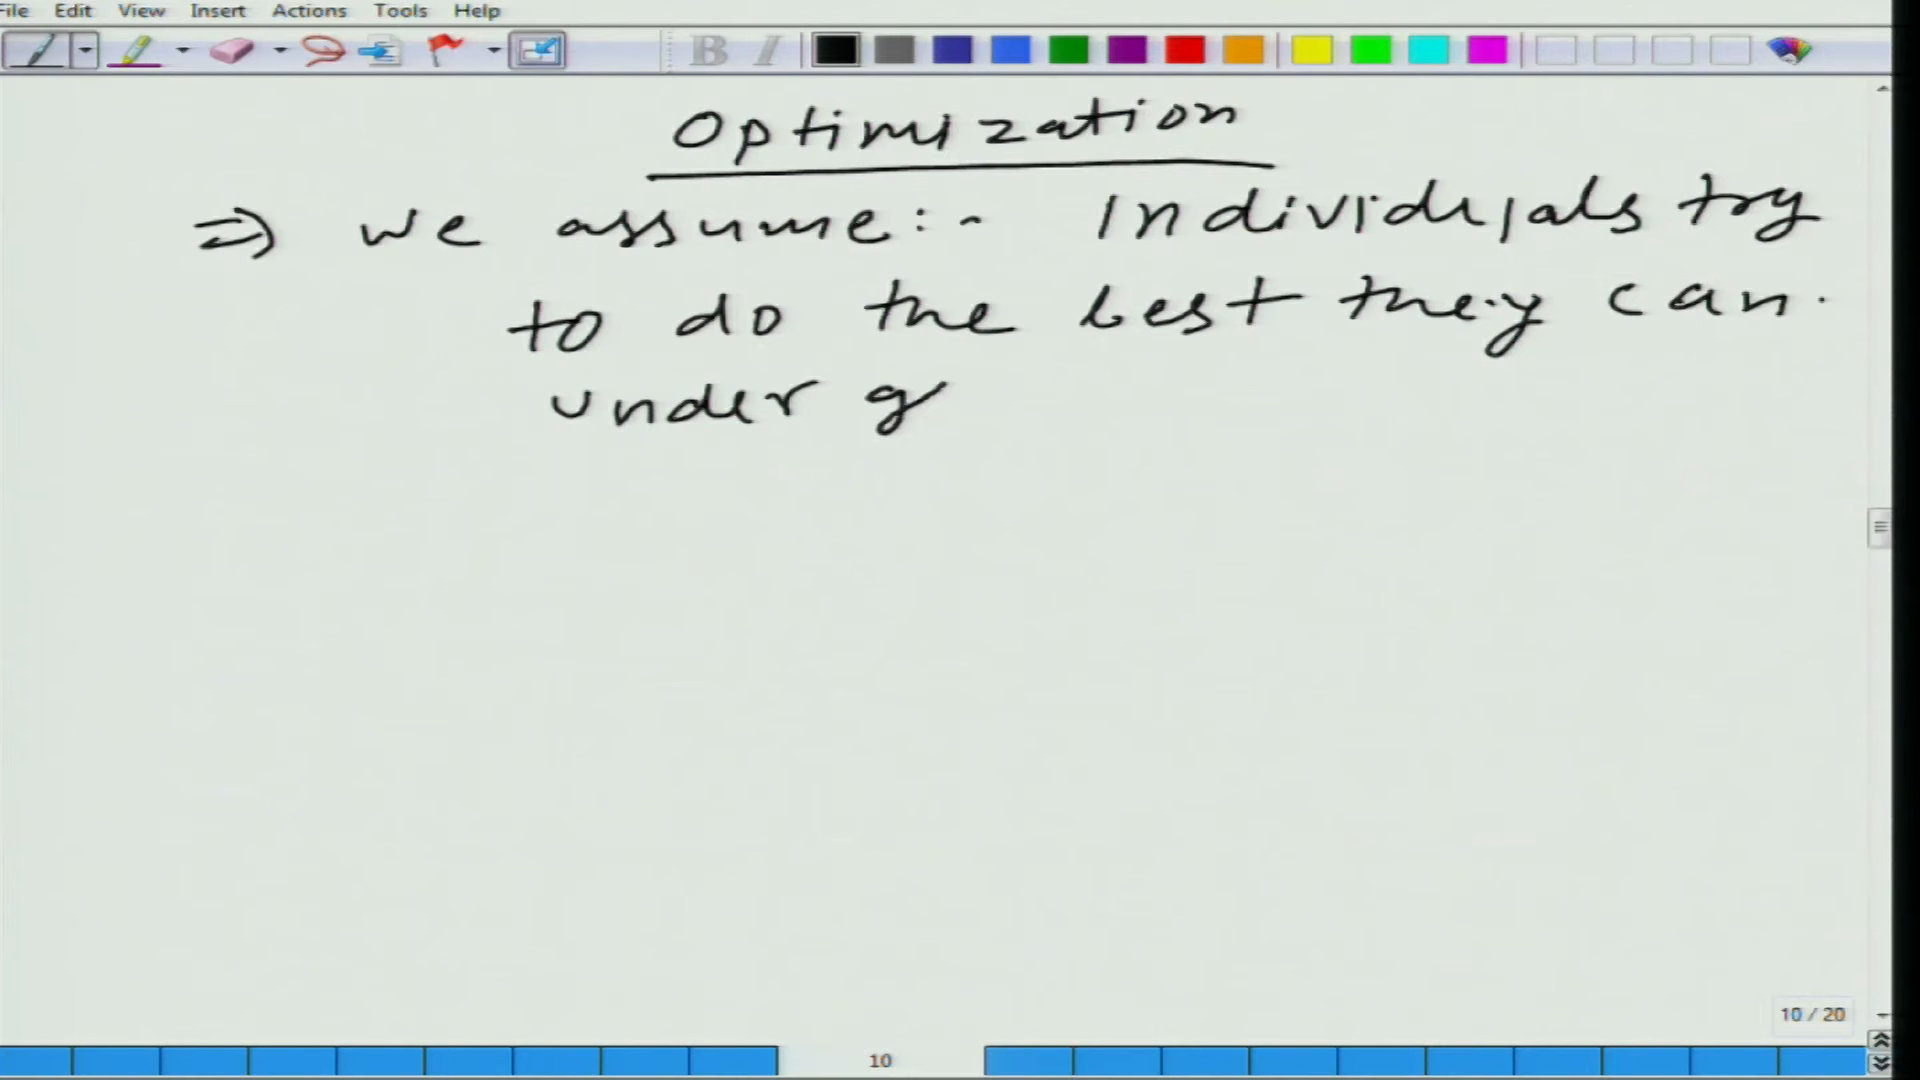 File Edit View Insert Actions Tools Help
B I
Optimization
⇒ we assume:- Individuals try
to do the best they can.
under g
10 / 20
10